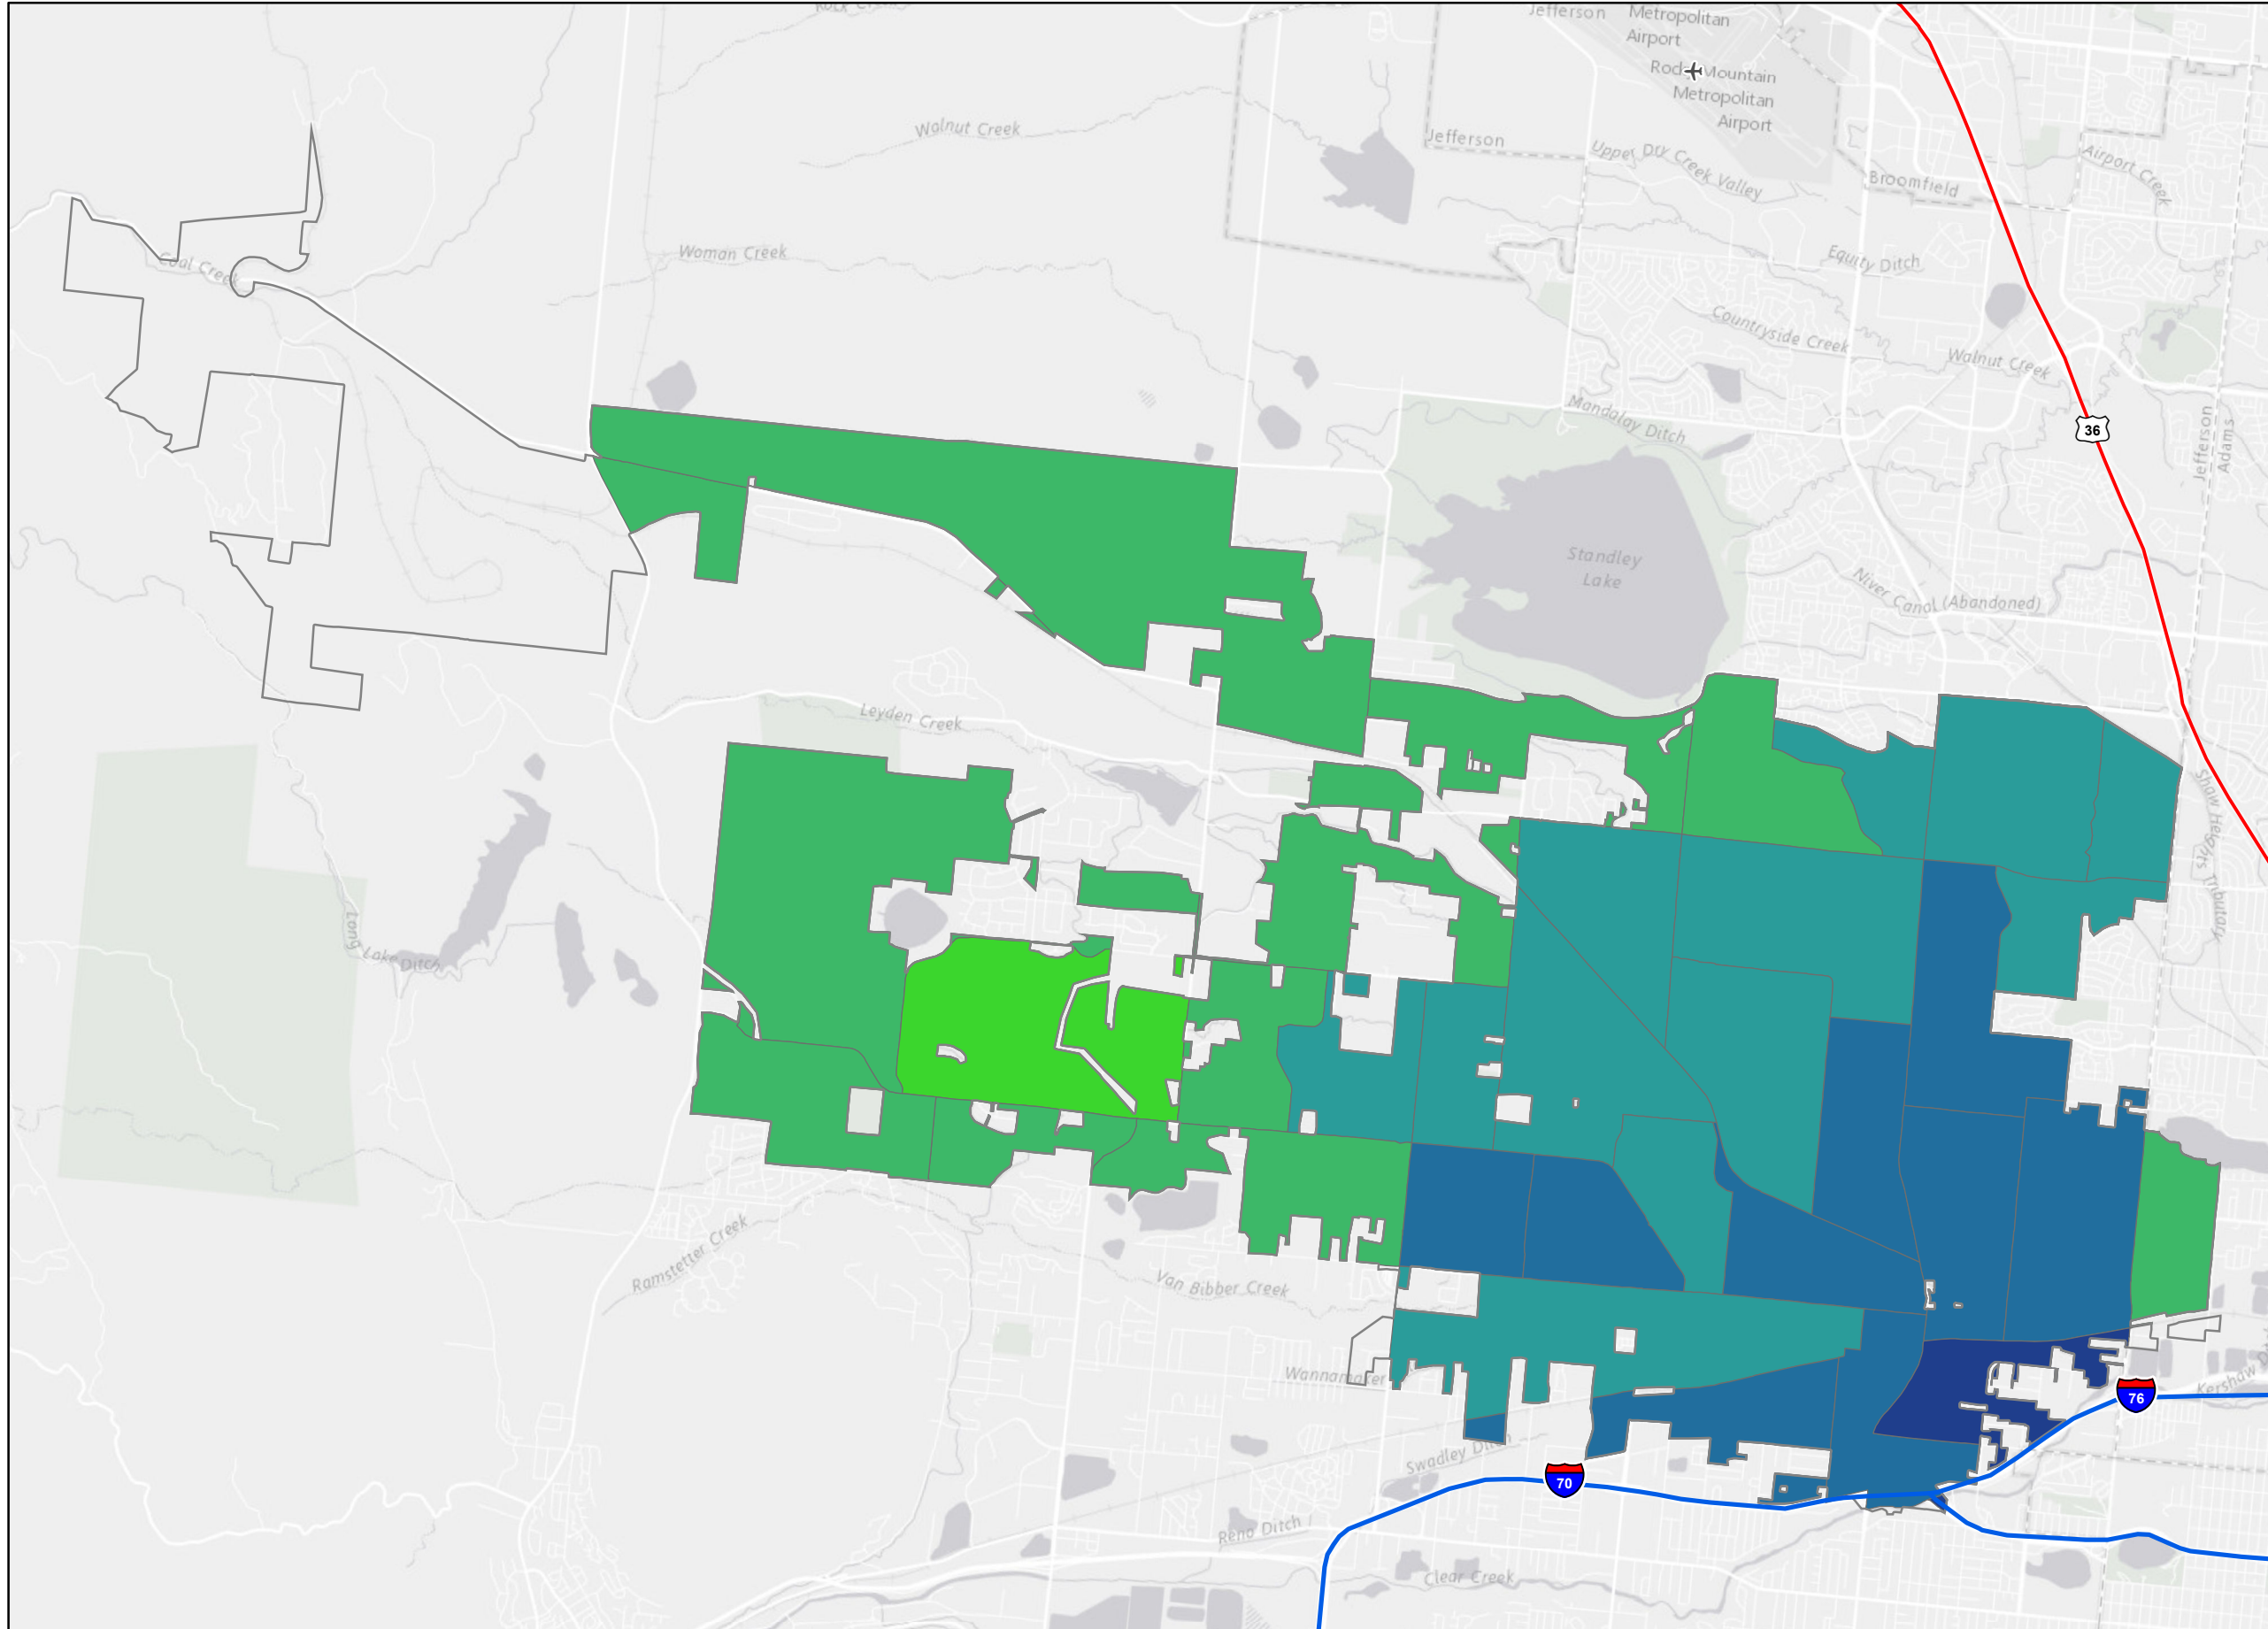 Rock Creek
Jefferson
Metropolitan
Airport
Rocky Mountain
Metropolitan
Airport
Walnut Creek
Jefferson
Upper Dry Creek Valley
Airport Creek
Broomfield
Woman Creek
Coal Creek
Equity Ditch
Countryside Creek
Walnut Creek
Mandalay Ditch
36
Jefferson
Adams
Standley
Lake
Niver Canal (Abandoned)
Leyden Creek
Shaw Heights Tributary
Long
Lake Ditch
Ramstetter Creek
Van Bibber Creek
Wannamaker
Kershaw
76
Swadley Ditch
70
Reno Ditch
Clear Creek